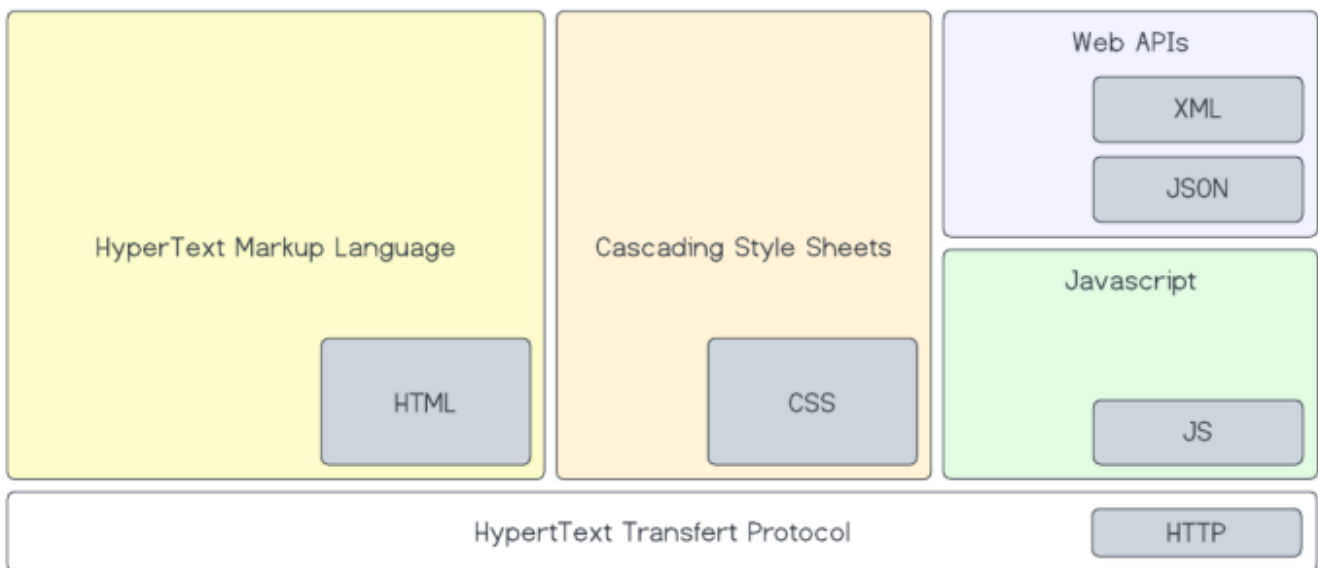 HyperText Markup Language
HTML
Cascading Style Sheets
CSS
Web APIs
XML
JSON
Javascript
JS
HypertText Transfert Protocol
HTTP